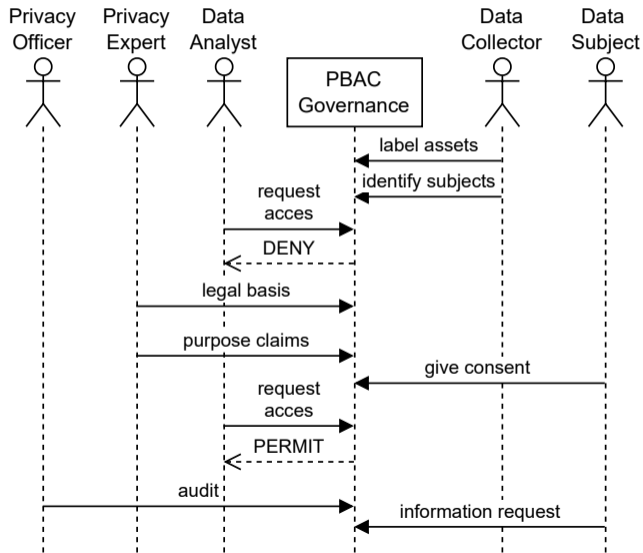 Privacy
Officer
Privacy
Expert
Data
Analyst
PBAC
Governance
Data
Collector
Data
Subject
label assets
identify subjects
request
acces
DENY
legal basis
purpose claims
give consent
request
acces
PERMIT
audit
information request